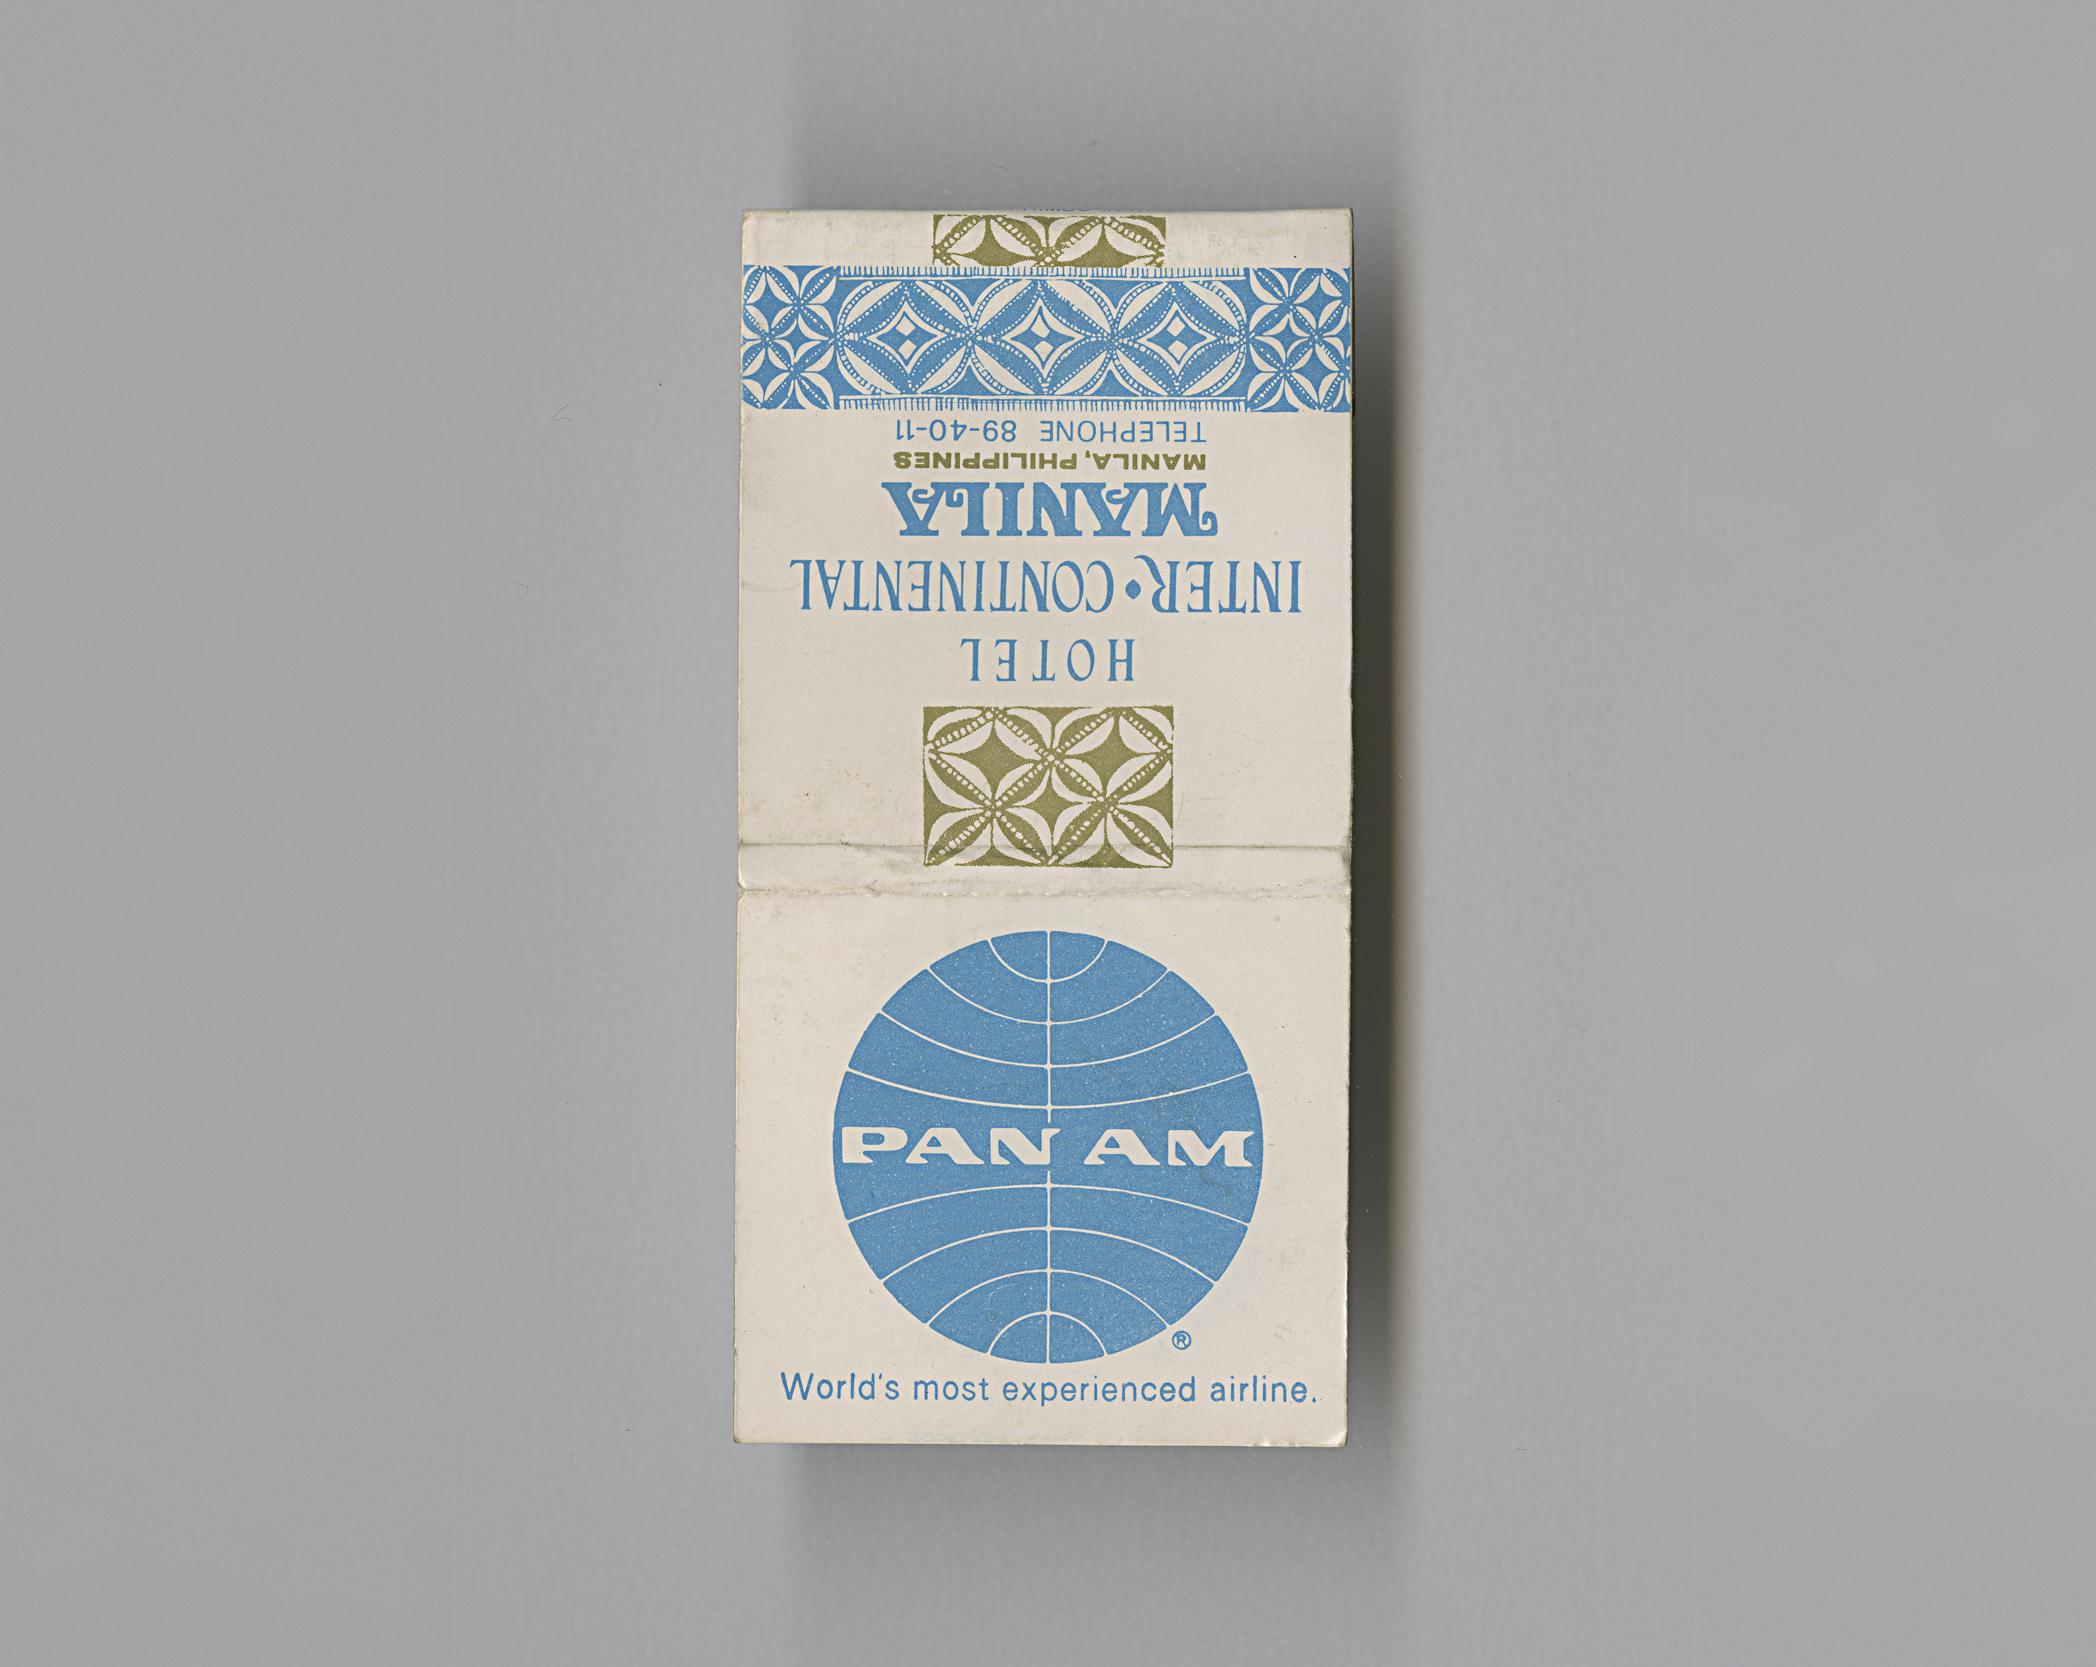 HOTEL
INTER•CONTINENTAL
MANILA
MANILA, PHILIPPINES
TELEPHONE 89-40-11
PAN AM
®
World's most experienced airline.